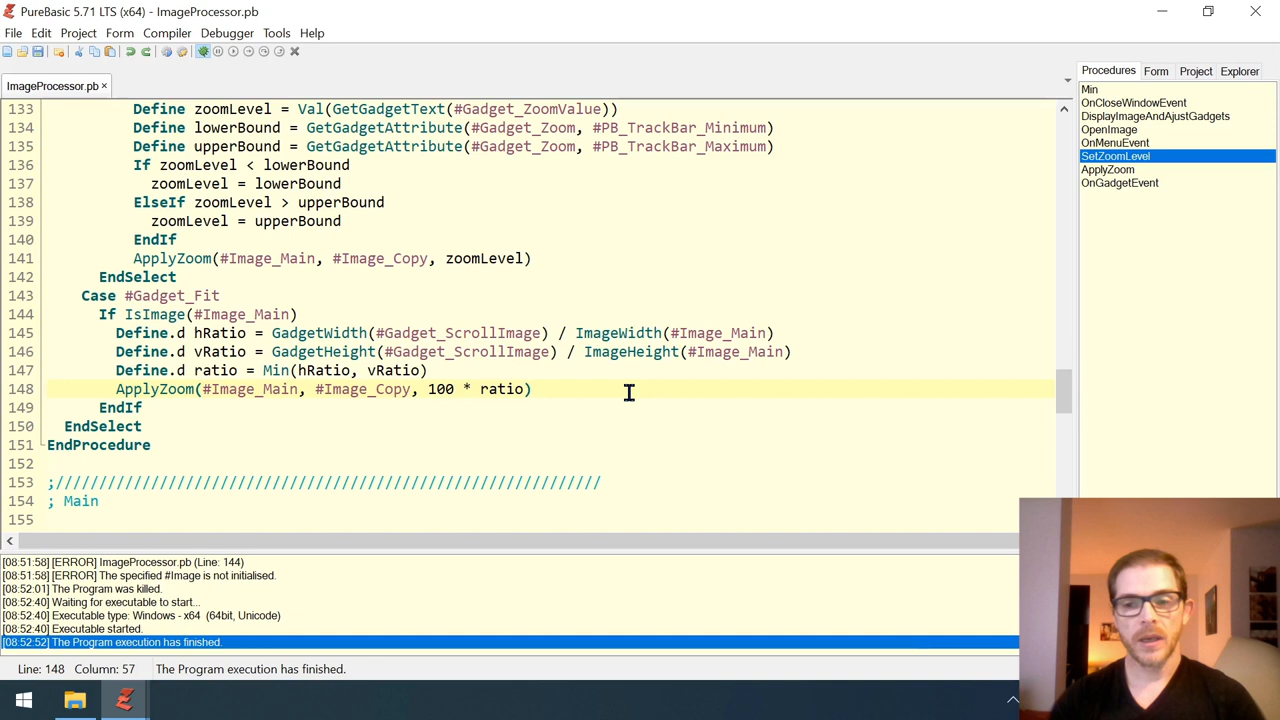 PureBasic 5.71 LTS (x64) - ImageProcessor.pb
File Edit Project Form Compiler Debugger Tools Help
ImageProcessor.pb ×
Procedures Form Project Explorer
Min
OnCloseWindowEvent
DisplayImageAndAjustGadgets
OpenImage
OnMenuEvent
SetZoomLevel
ApplyZoom
OnGadgetEvent
133 Define zoomLevel = Val(GetGadgetText(#Gadget_ZoomValue))
134 Define lowerBound = GetGadgetAttribute(#Gadget_Zoom, #PB_TrackBar_Minimum)
135 Define upperBound = GetGadgetAttribute(#Gadget_Zoom, #PB_TrackBar_Maximum)
136 If zoomLevel < lowerBound
137 zoomLevel = lowerBound
138 ElseIf zoomLevel > upperBound
139 zoomLevel = upperBound
140 EndIf
141 ApplyZoom(#Image_Main, #Image_Copy, zoomLevel)
142 EndSelect
143 Case #Gadget_Fit
144 If IsImage(#Image_Main)
145 Define.d hRatio = GadgetWidth(#Gadget_ScrollImage) / ImageWidth(#Image_Main)
146 Define.d vRatio = GadgetHeight(#Gadget_ScrollImage) / ImageHeight(#Image_Main)
147 Define.d ratio = Min(hRatio, vRatio)
148 ApplyZoom(#Image_Main, #Image_Copy, 100 * ratio)
149 EndIf
150 EndSelect
151 EndProcedure
152
153 ;//////////////////////////////////////////////////////////////
154 ; Main
155
[08:51:58] [ERROR] ImageProcessor.pb (Line: 144)
[08:51:58] [ERROR] The specified #Image is not initialised.
[08:52:01] The Program was killed.
[08:52:40] Waiting for executable to start...
[08:52:40] Executable type: Windows - x64 (64bit, Unicode)
[08:52:40] Executable started.
[08:52:52] The Program execution has finished.
Line: 148 Column: 57 The Program execution has finished.